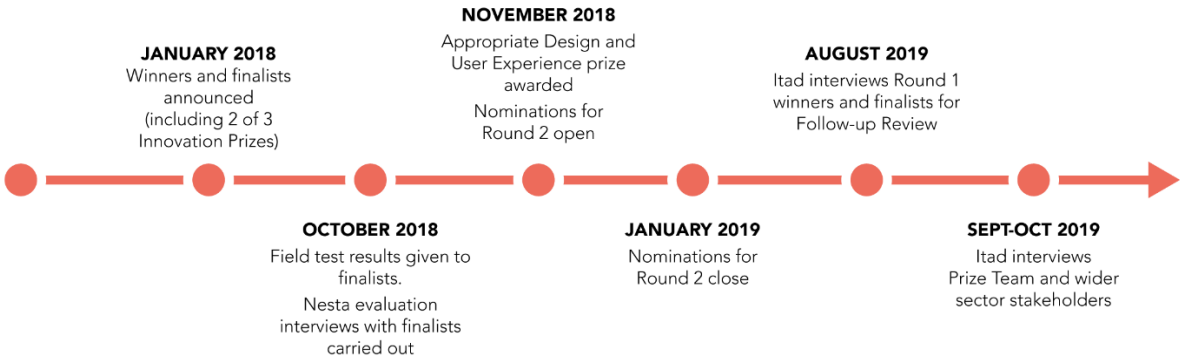 JANUARY 2018
Winners and finalists
announced
(including 2 of 3
Innovation Prizes)
OCTOBER 2018
Field test results given to
finalists.
Nesta evaluation
interviews with finalists
carried out
NOVEMBER 2018
Appropriate Design and
User Experience prize
awarded
Nominations for
Round 2 open
JANUARY 2019
Nominations for
Round 2 close
AUGUST 2019
Itad interviews Round 1
winners and finalists for
Follow-up Review
SEPT-OCT 2019
Itad interviews
Prize Team and wider
sector stakeholders